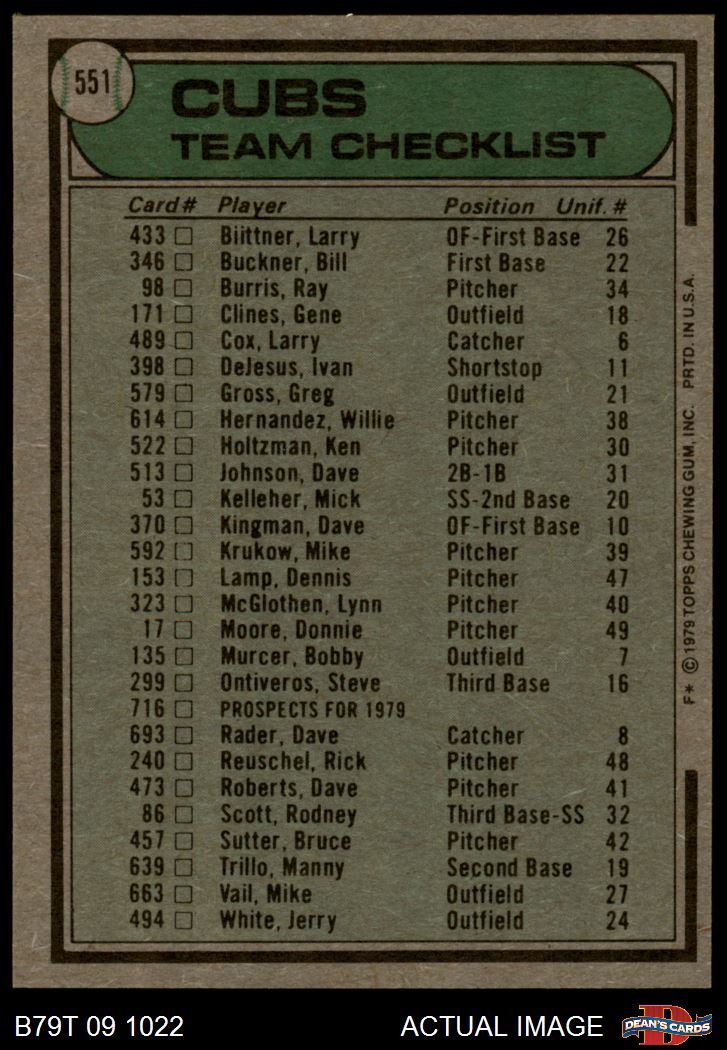 551
CUBS
TEAM CHECKLIST
Card# Player Position Unif. #
433 Biittner, Larry OF-First Base 26
346 Buckner, Bill First Base 22
98 Burris, Ray Pitcher 34
171 Clines, Gene Outfield 18
489 Cox, Larry Catcher 6
398 DeJesus, Ivan Shortstop 11
579 Gross, Greg Outfield 21
614 Hernandez, Willie Pitcher 38
522 Holtzman, Ken Pitcher 30
513 Johnson, Dave 2B-1B 31
53 Kelleher, Mick SS-2nd Base 20
370 Kingman, Dave OF-First Base 10
592 Krukow, Mike Pitcher 39
153 Lamp, Dennis Pitcher 47
323 McGlothen, Lynn Pitcher 40
17 Moore, Donnie Pitcher 49
135 Murcer, Bobby Outfield 7
299 Ontiveros, Steve Third Base 16
716 PROSPECTS FOR 1979
693 Rader, Dave Catcher 8
240 Reuschel, Rick Pitcher 48
473 Roberts, Dave Pitcher 41
86 Scott, Rodney Third Base-SS 32
457 Sutter, Bruce Pitcher 42
639 Trillo, Manny Second Base 19
663 Vail, Mike Outfield 27
494 White, Jerry Outfield 24
F* © 1979 TOPPS CHEWING GUM, INC. PRTD. IN U.S.A.
B79T 09 1022 ACTUAL IMAGE
D
DEAN'S CARDS